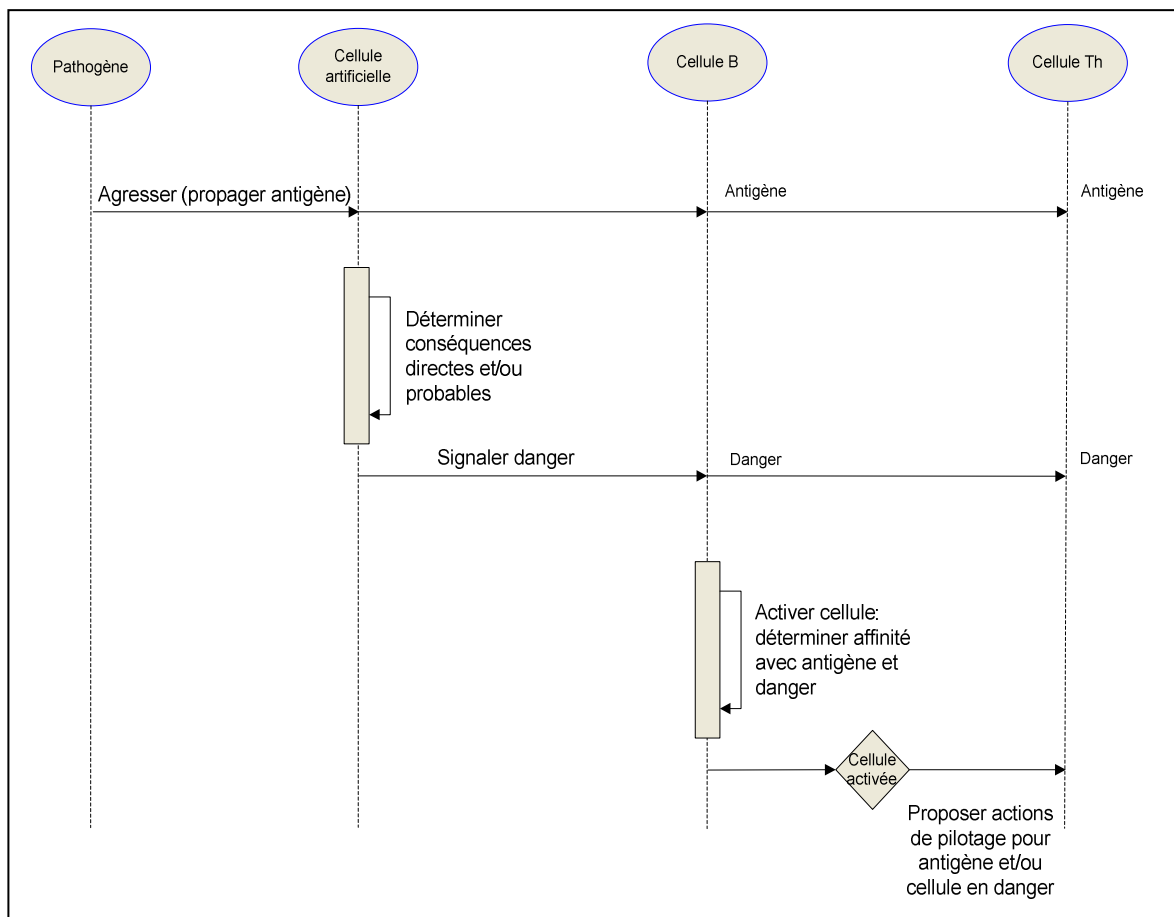 Pathogène
Cellule
artificielle
Cellule B
Cellule Th
Agresser (propager antigène)
Antigène
Antigène
Déterminer
conséquences
directes et/ou
probables
Signaler danger
Danger
Danger
Activer cellule:
déterminer affinité
avec antigène et
danger
Cellule
activée
Proposer actions
de pilotage pour
antigène et/ou
cellule en danger